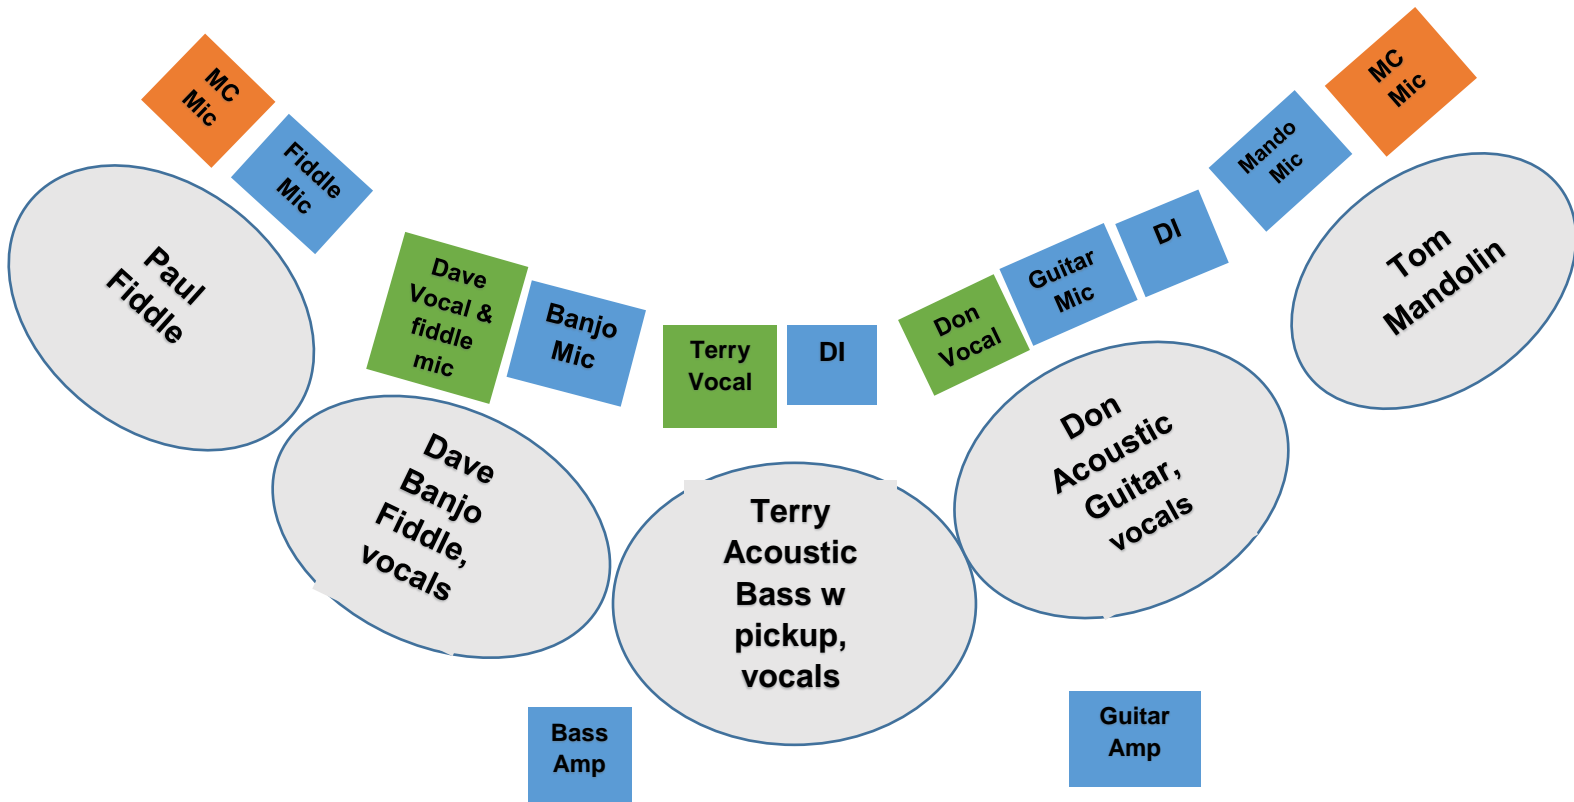 MC
Mic
Fiddle
Mic
Paul
Fiddle
Dave
Vocal &
fiddle
mic
Banjo
Mic
Dave
Banjo
Fiddle,
vocals
Terry
Vocal
DI
Terry
Acoustic
Bass w
pickup,
vocals
Don
Vocal
Guitar
Mic
DI
Don
Acoustic
Guitar,
vocals
Mando
Mic
MC
Mic
Tom
Mandolin
Bass
Amp
Guitar
Amp